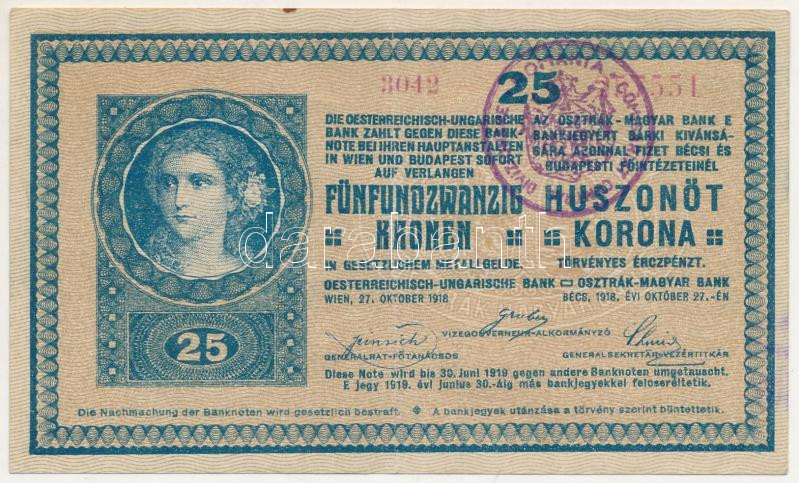 3042
25
DIE OESTERREICHISCH-UNGARISCHE
BANK ZAHLT GEGEN DIESE BANK-
NOTE BEI IHREN HAUPTANSTALTEN
IN WIEN UND BUDAPEST SOFORT
AUF VERLANGEN
FÜNFUNDZWANZIG
KRONEN
IN GESETZLICHEM METALLGELDE.
AZ OSZTRÁK-MAGYAR BANK E
BANKJEGYÉRT BÁRKI KIVÁNSÁ-
GÁRA AZONNAL FIZET BÉCSI ÉS
BUDAPESTI FŐINTÉZETEINÉL
HUSZONÖT
KORONA
TÖRVÉNYES ÉRCZPÉNZT.
OESTERREICHISCH-UNGARISCHE BANK
OSZTRÁK-MAGYAR BANK
WIEN, 27. OKTOBER 1918
BÉCS, 1918. ÉVI OKTÓBER 27.-ÉN
VIZEGOUVERNEUR-ALKORMÁNYZÓ
GENERALRAT-FŐTANÁCSOS
GENERALSEKRETÄR-VEZÉRTITKÁR
25
Diese Note wird bis 30. Juni 1919 gegen andere Banknoten umgetauscht.
E jegy 1919. évi junius 30.-áig más bankjegyekkel felcseréltetik.
Die Nachmachung der Banknoten wird gesetzlich bestraft.
A bankjegyek utánzása a törvény szerint büntettetik.
ROMANIA
darabanth